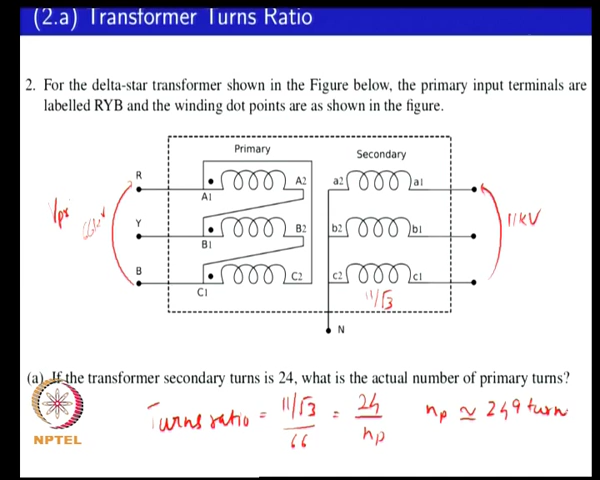 (2.a) Transformer Turns Ratio
2. For the delta-star transformer shown in the Figure below, the primary input terminals are
labelled RYB and the winding dot points are as shown in the figure.
Primary
Secondary
R
A1
A2
a2
a1
66kV
Y
B1
B2
b2
b1
11kV
B
C1
C2
c2
c1
11/√3
N
(a) If the transformer secondary turns is 24, what is the actual number of primary turns?
Turns ratio = 11/√3 / 66 = 24 / np np ≃ 249 turn
NPTEL